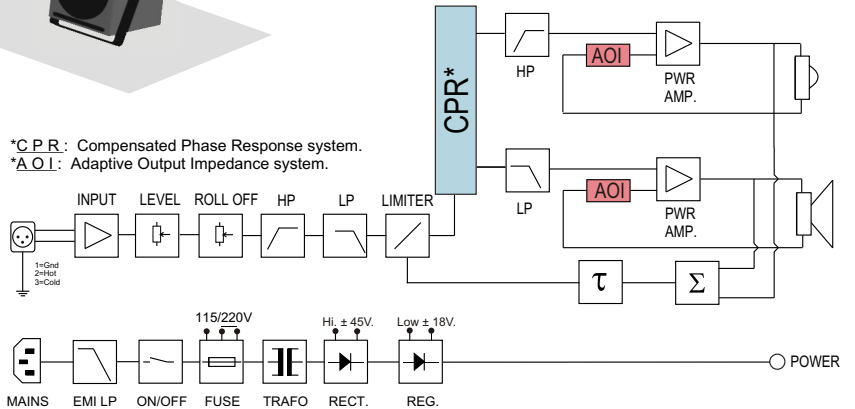 CPR*
HP
AOI
PWR
AMP.
*C P R : Compensated Phase Response system.
*A O I : Adaptive Output Impedance system.
LP
AOI
PWR
AMP.
INPUT LEVEL ROLL OFF HP LP LIMITER
1=Gnd
2=Hot
3=Cold
τ Σ
115/220V Hi. ± 45V. Low ± 18V.
POWER
MAINS EMI LP ON/OFF FUSE TRAFO RECT. REG.